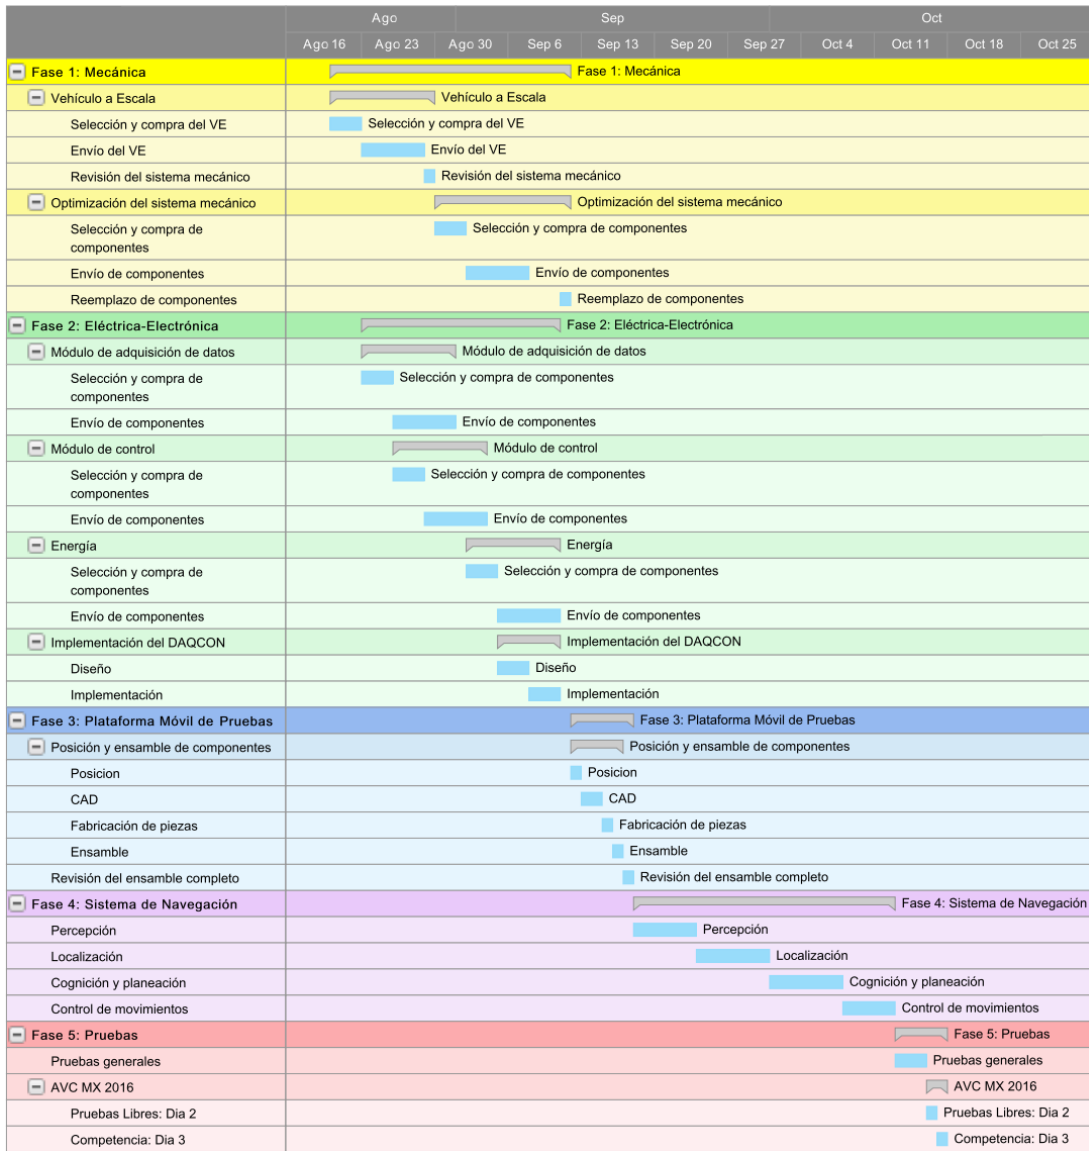 Ago Sep Oct
Ago 16 Ago 23 Ago 30 Sep 6 Sep 13 Sep 20 Sep 27 Oct 4 Oct 11 Oct 18 Oct 25
Fase 1: Mecánica Fase 1: Mecánica
Vehículo a Escala Vehículo a Escala
Selección y compra del VE Selección y compra del VE
Envío del VE Envío del VE
Revisión del sistema mecánico Revisión del sistema mecánico
Optimización del sistema mecánico Optimización del sistema mecánico
Selección y compra de Selección y compra de componentes
componentes
Envío de componentes Envío de componentes
Reemplazo de componentes Reemplazo de componentes
Fase 2: Eléctrica-Electrónica Fase 2: Eléctrica-Electrónica
Módulo de adquisición de datos Módulo de adquisición de datos
Selección y compra de Selección y compra de componentes
componentes
Envío de componentes Envío de componentes
Módulo de control Módulo de control
Selección y compra de Selección y compra de componentes
componentes
Envío de componentes Envío de componentes
Energía Energía
Selección y compra de Selección y compra de componentes
componentes
Envío de componentes Envío de componentes
Implementación del DAQCON Implementación del DAQCON
Diseño Diseño
Implementación Implementación
Fase 3: Plataforma Móvil de Pruebas Fase 3: Plataforma Móvil de Pruebas
Posición y ensamble de componentes Posición y ensamble de componentes
Posicion Posicion
CAD CAD
Fabricación de piezas Fabricación de piezas
Ensamble Ensamble
Revisión del ensamble completo Revisión del ensamble completo
Fase 4: Sistema de Navegación Fase 4: Sistema de Navegación
Percepción Percepción
Localización Localización
Cognición y planeación Cognición y planeación
Control de movimientos Control de movimientos
Fase 5: Pruebas Fase 5: Pruebas
Pruebas generales Pruebas generales
AVC MX 2016 AVC MX 2016
Pruebas Libres: Dia 2 Pruebas Libres: Dia 2
Competencia: Dia 3 Competencia: Dia 3